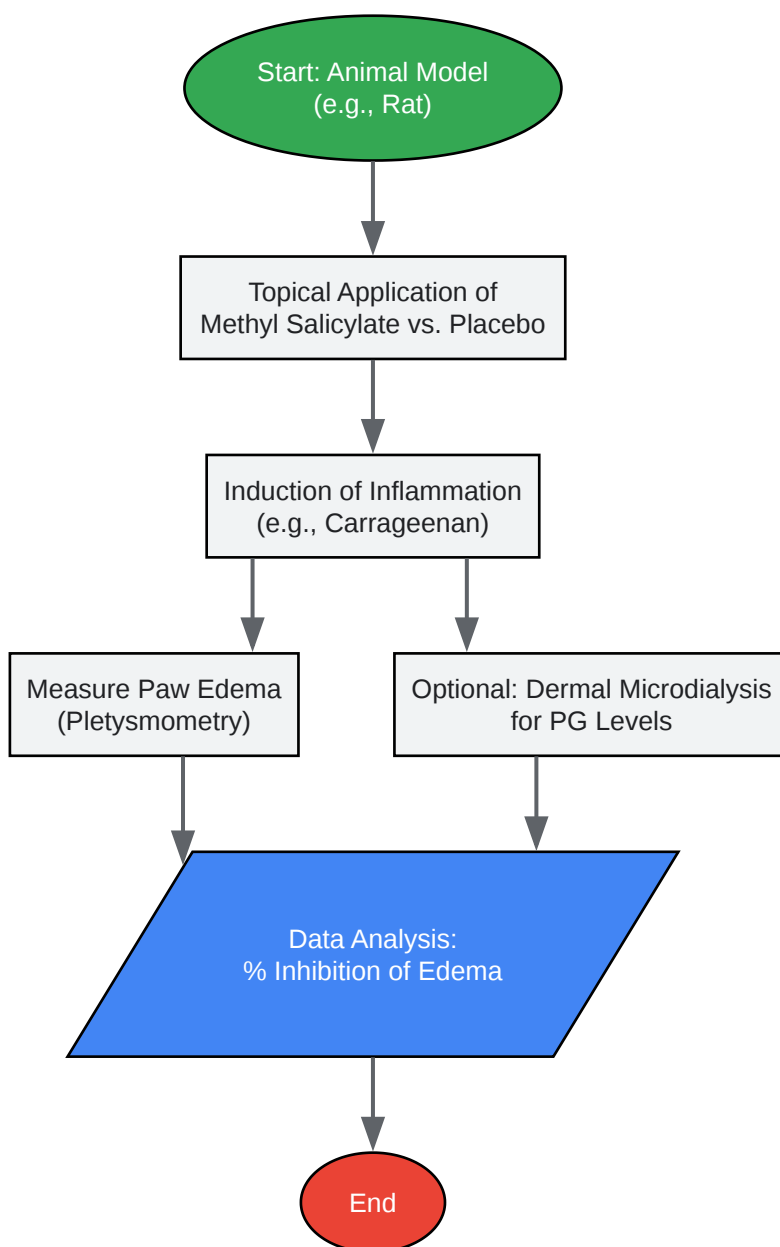 Start: Animal Model
(e.g., Rat)
Topical Application of
Methyl Salicylate vs. Placebo
Induction of Inflammation
(e.g., Carrageenan)
Measure Paw Edema
(Pletysmometry)
Optional: Dermal Microdialysis
for PG Levels
Data Analysis:
% Inhibition of Edema
End